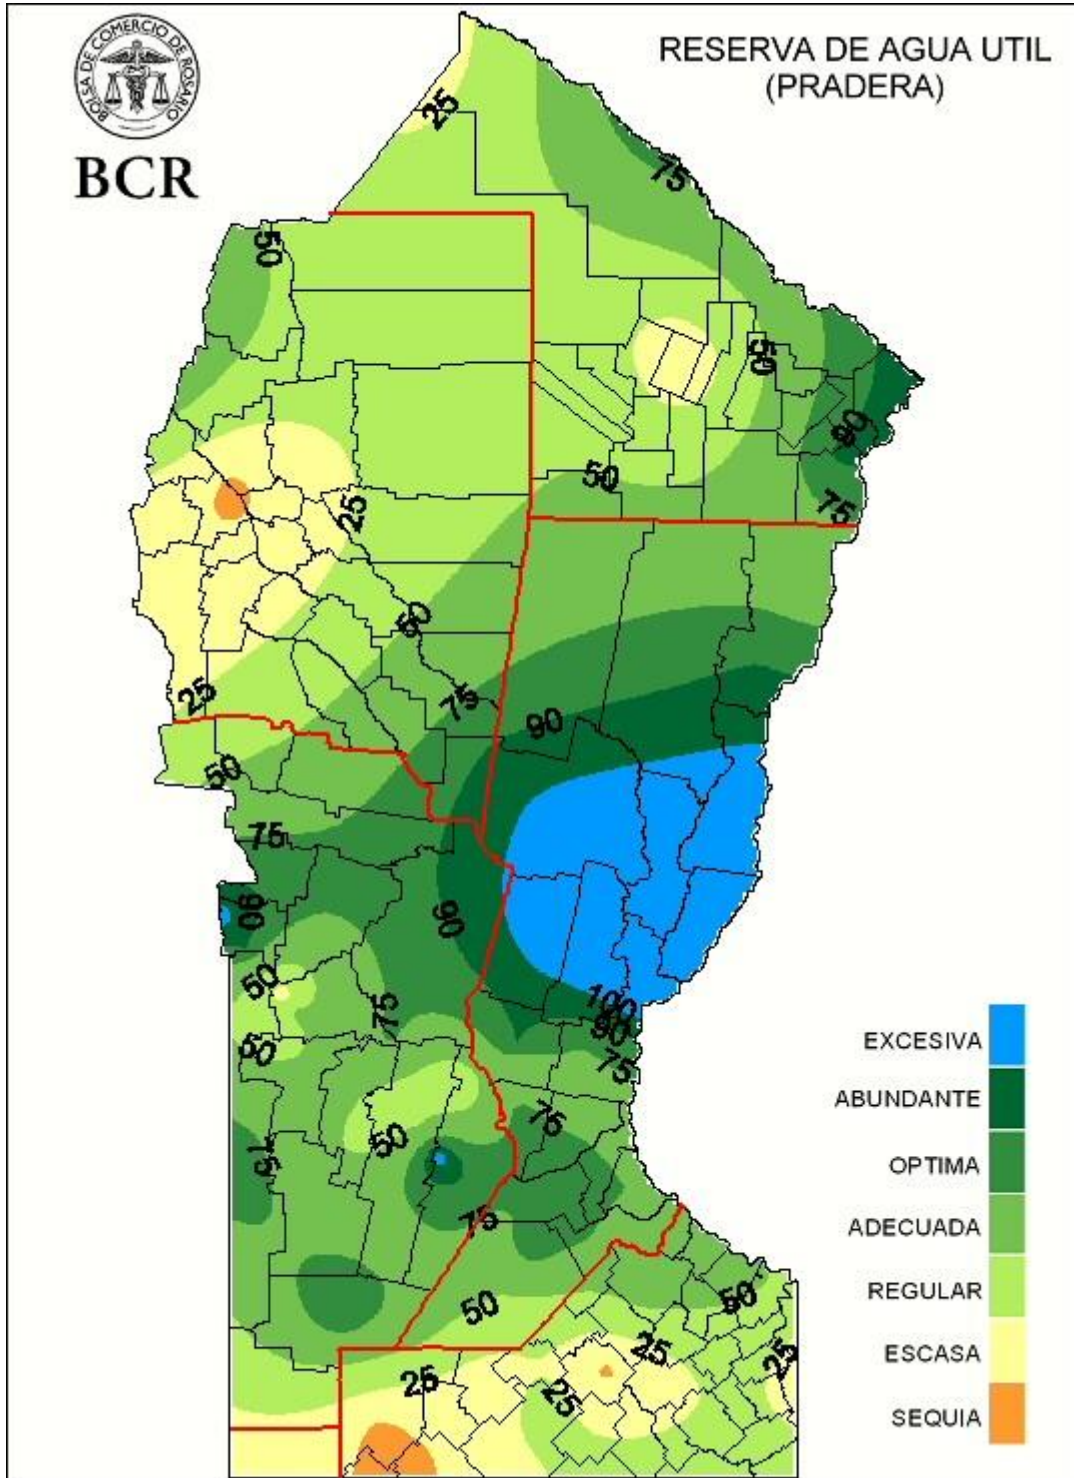 BOLSA DE COMERCIO DE ROSARIO
BCR
RESERVA DE AGUA UTIL
(PRADERA)
25
75
50
50
90
50
75
25
50
25
75
90
50
75
90
90
50
75
100
90
75
50
75
50
75
75
50
50
25
25
25
25
EXCESIVA
ABUNDANTE
OPTIMA
ADECUADA
REGULAR
ESCASA
SEQUIA